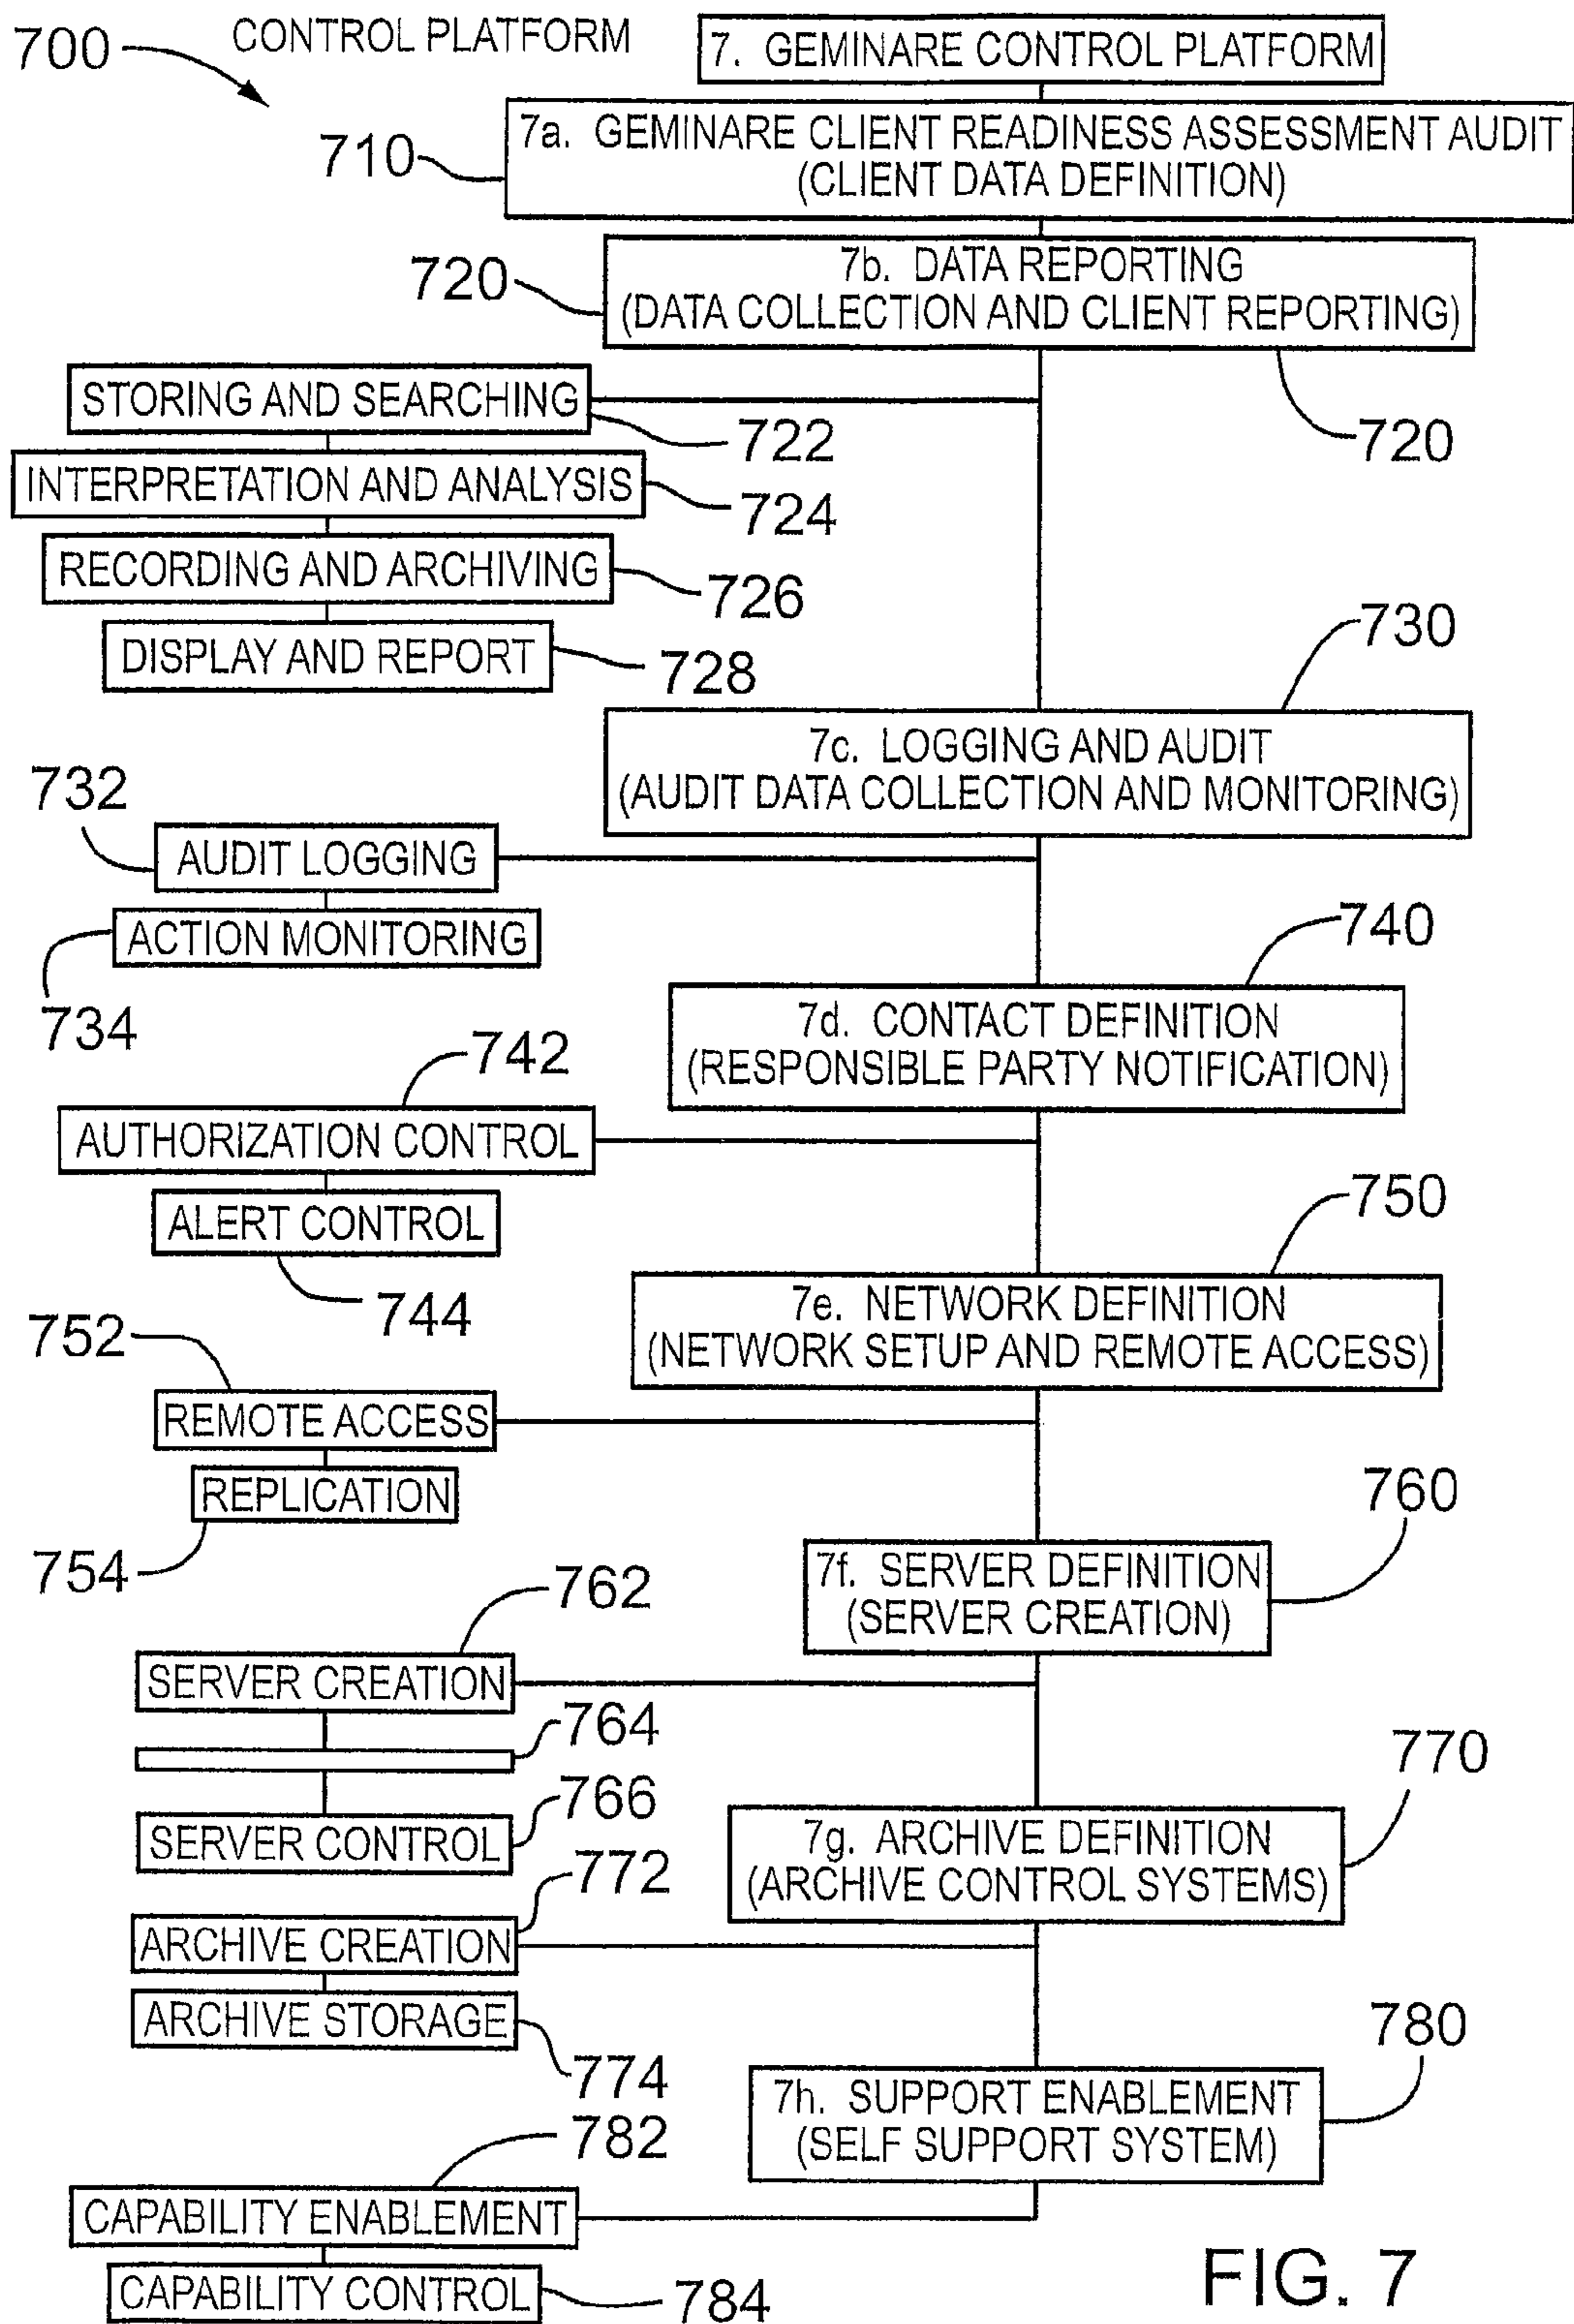 700
CONTROL PLATFORM
7. GEMINARE CONTROL PLATFORM
710
7a. GEMINARE CLIENT READINESS ASSESSMENT AUDIT
(CLIENT DATA DEFINITION)
720
7b. DATA REPORTING
(DATA COLLECTION AND CLIENT REPORTING)
720
STORING AND SEARCHING
722
INTERPRETATION AND ANALYSIS
724
RECORDING AND ARCHIVING
726
DISPLAY AND REPORT
728
730
7c. LOGGING AND AUDIT
(AUDIT DATA COLLECTION AND MONITORING)
732
AUDIT LOGGING
ACTION MONITORING
734
740
7d. CONTACT DEFINITION
(RESPONSIBLE PARTY NOTIFICATION)
742
AUTHORIZATION CONTROL
ALERT CONTROL
744
750
7e. NETWORK DEFINITION
(NETWORK SETUP AND REMOTE ACCESS)
752
REMOTE ACCESS
REPLICATION
754
760
7f. SERVER DEFINITION
(SERVER CREATION)
762
SERVER CREATION
764
766
SERVER CONTROL
770
7g. ARCHIVE DEFINITION
(ARCHIVE CONTROL SYSTEMS)
772
ARCHIVE CREATION
ARCHIVE STORAGE
774
780
7h. SUPPORT ENABLEMENT
(SELF SUPPORT SYSTEM)
782
CAPABILITY ENABLEMENT
CAPABILITY CONTROL
784
FIG. 7